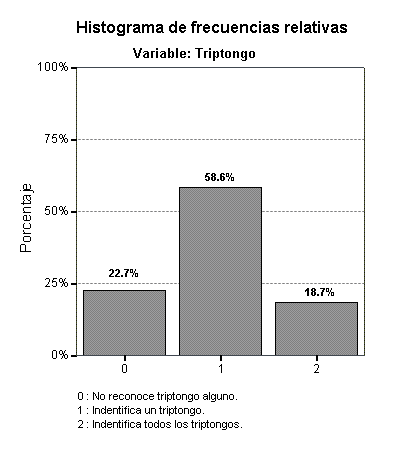 Histograma de frecuencias relativas
Variable: Triptongo
100%
75%
50%
25%
0%
Porcentaje
22.7%
58.6%
18.7%
0
1
2
0 : No reconoce triptongo alguno.
1 : Indentifica un triptongo.
2 : Indentifica todos los triptongos.